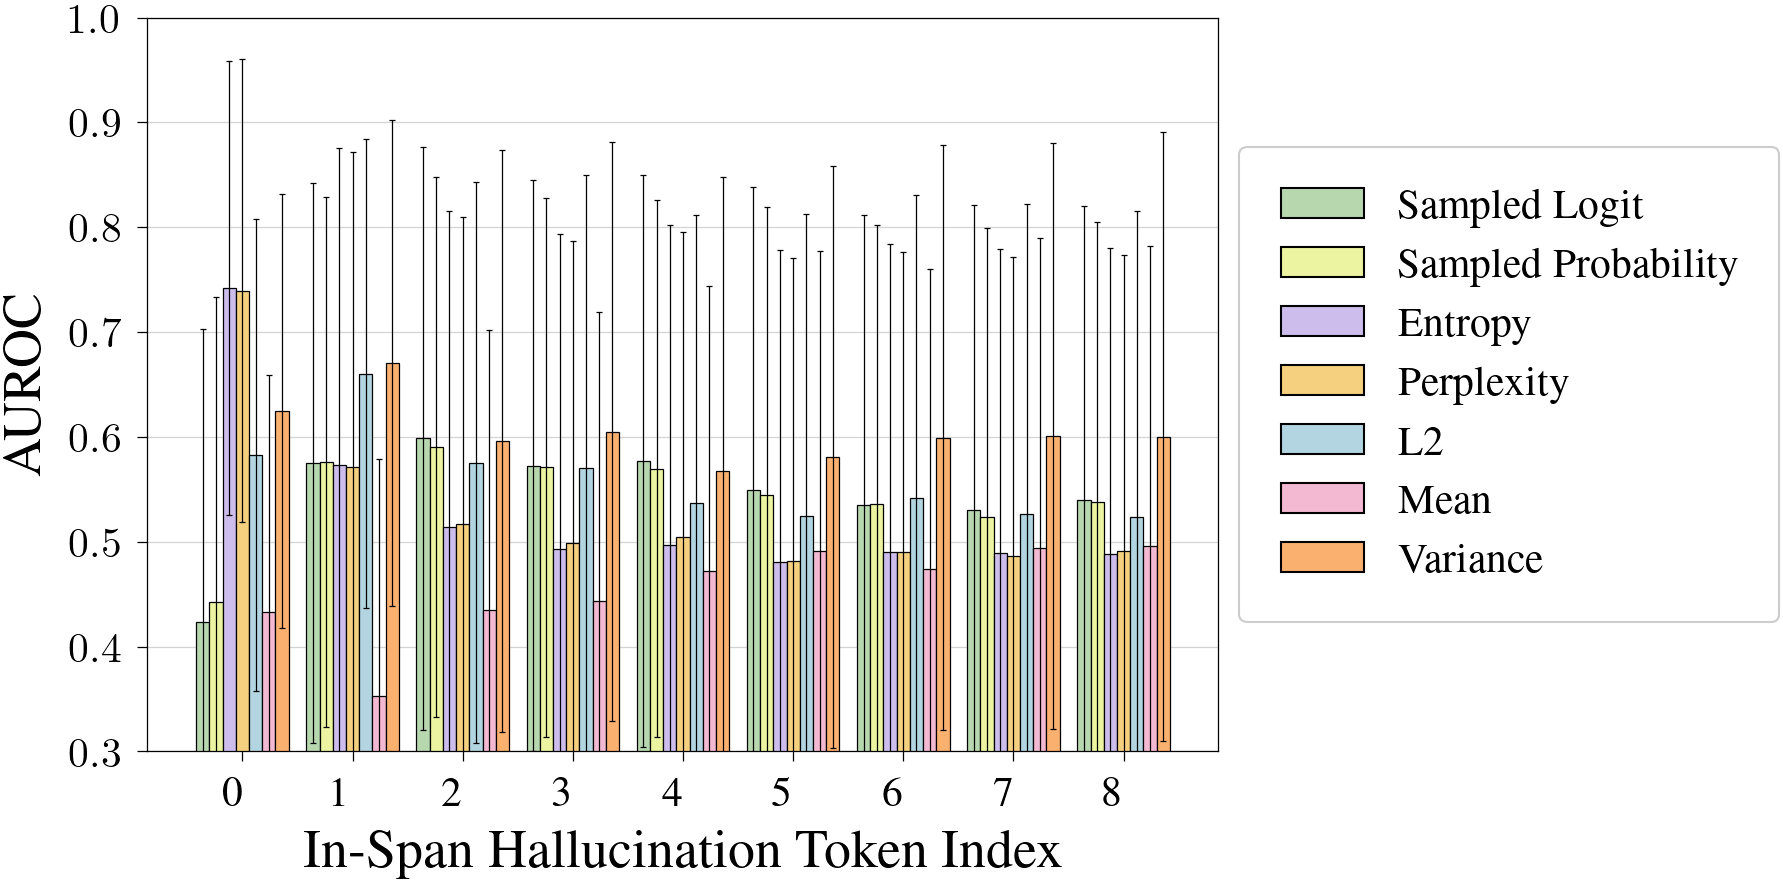 1.0
0.9
0.8
0.7
0.6
0.5
0.4
0.3
AUROC
0 1 2 3 4 5 6 7 8
In-Span Hallucination Token Index
Sampled Logit
Sampled Probability
Entropy
Perplexity
L2
Mean
Variance